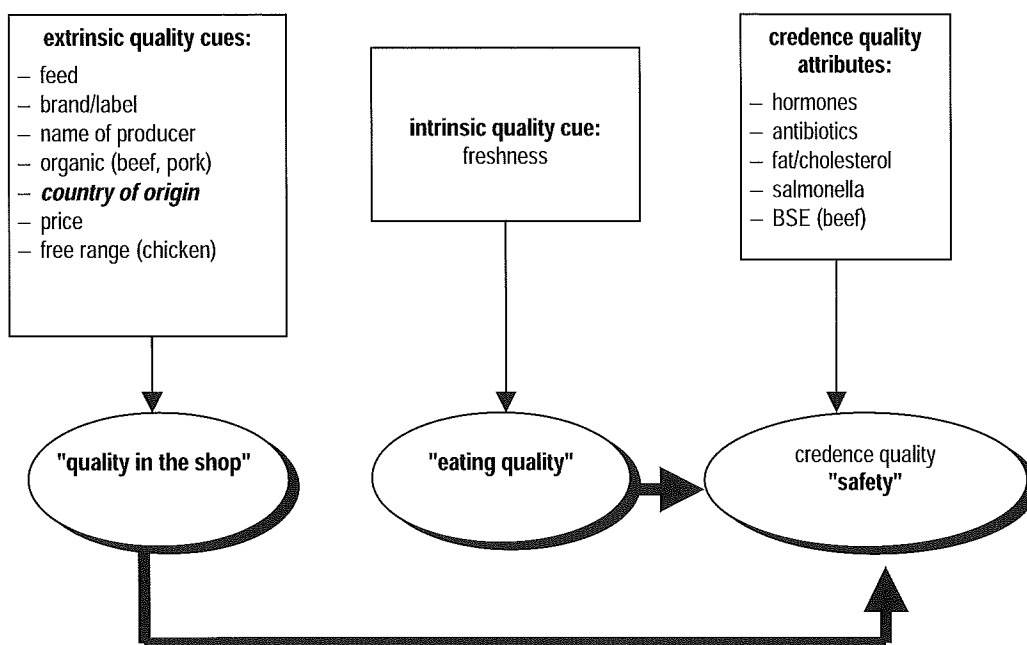 extrinsic quality cues:
– feed
– brand/label
– name of producer
– organic (beef, pork)
– country of origin
– price
– free range (chicken)
intrinsic quality cue:
freshness
credence quality
attributes:
– hormones
– antibiotics
– fat/cholesterol
– salmonella
– BSE (beef)
"quality in the shop"
"eating quality"
credence quality
"safety"